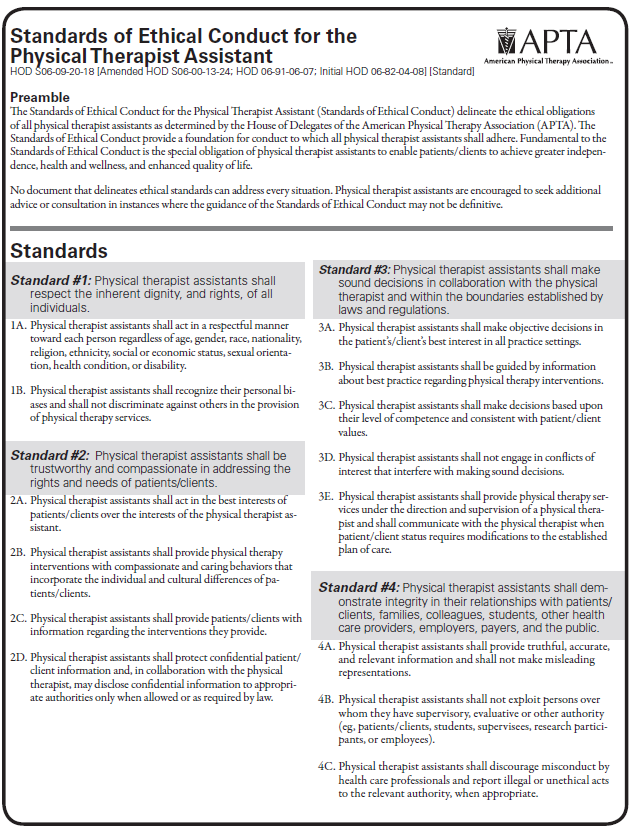 Standards of Ethical Conduct for the
Physical Therapist Assistant
HOD S06-09-20-18 [Amended HOD S06-00-13-24; HOD 06-91-06-07; Initial HOD 06-82-04-08] [Standard]
APTA
American Physical Therapy Association
Preamble
The Standards of Ethical Conduct for the Physical Therapist Assistant (Standards of Ethical Conduct) delineate the ethical obligations
of all physical therapist assistants as determined by the House of Delegates of the American Physical Therapy Association (APTA). The
Standards of Ethical Conduct provide a foundation for conduct to which all physical therapist assistants shall adhere. Fundamental to the
Standards of Ethical Conduct is the special obligation of physical therapist assistants to enable patients/clients to achieve greater indepen-
dence, health and wellness, and enhanced quality of life.
No document that delineates ethical standards can address every situation. Physical therapist assistants are encouraged to seek additional
advice or consultation in instances where the guidance of the Standards of Ethical Conduct may not be definitive.
Standards
Standard #1: Physical therapist assistants shall
respect the inherent dignity, and rights, of all
individuals.
1A. Physical therapist assistants shall act in a respectful manner
toward each person regardless of age, gender, race, nationality,
religion, ethnicity, social or economic status, sexual orienta-
tion, health condition, or disability.
1B. Physical therapist assistants shall recognize their personal bi-
ases and shall not discriminate against others in the provision
of physical therapy services.
Standard #2: Physical therapist assistants shall be
trustworthy and compassionate in addressing the
rights and needs of patients/clients.
2A. Physical therapist assistants shall act in the best interests of
patients/clients over the interests of the physical therapist as-
sistant.
2B. Physical therapist assistants shall provide physical therapy
interventions with compassionate and caring behaviors that
incorporate the individual and cultural differences of pa-
tients/clients.
2C. Physical therapist assistants shall provide patients/clients with
information regarding the interventions they provide.
2D. Physical therapist assistants shall protect confidential patient/
client information and, in collaboration with the physical
therapist, may disclose confidential information to appropri-
ate authorities only when allowed or as required by law.
Standard #3: Physical therapist assistants shall make
sound decisions in collaboration with the physical
therapist and within the boundaries established by
laws and regulations.
3A. Physical therapist assistants shall make objective decisions in
the patient's/client's best interest in all practice settings.
3B. Physical therapist assistants shall be guided by information
about best practice regarding physical therapy interventions.
3C. Physical therapist assistants shall make decisions based upon
their level of competence and consistent with patient/client
values.
3D. Physical therapist assistants shall not engage in conflicts of
interest that interfere with making sound decisions.
3E. Physical therapist assistants shall provide physical therapy ser-
vices under the direction and supervision of a physical thera-
pist and shall communicate with the physical therapist when
patient/client status requires modifications to the established
plan of care.
Standard #4: Physical therapist assistants shall dem-
onstrate integrity in their relationships with patients/
clients, families, colleagues, students, other health
care providers, employers, payers, and the public.
4A. Physical therapist assistants shall provide truthful, accurate,
and relevant information and shall not make misleading
representations.
4B. Physical therapist assistants shall not exploit persons over
whom they have supervisory, evaluative or other authority
(eg, patients/clients, students, supervisees, research partici-
pants, or employees).
4C. Physical therapist assistants shall discourage misconduct by
health care professionals and report illegal or unethical acts
to the relevant authority, when appropriate.